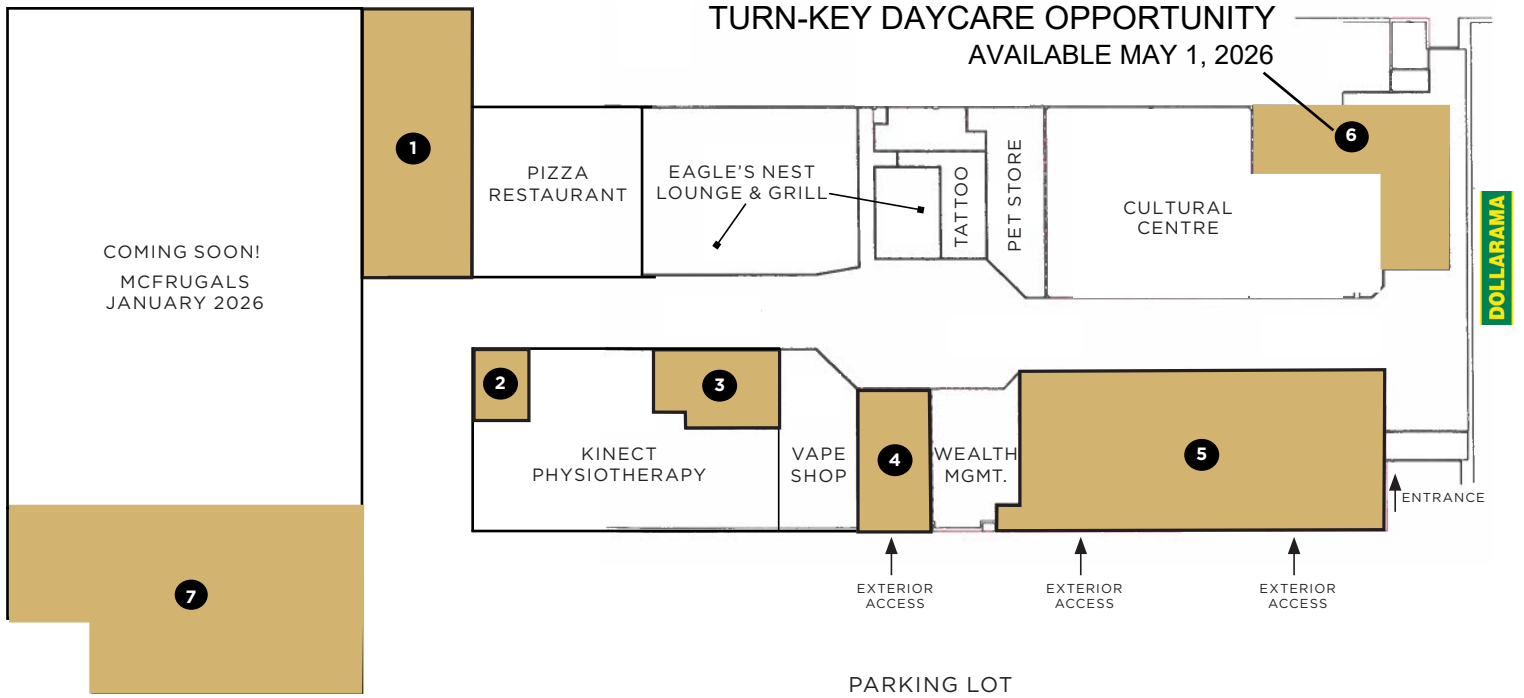 TURN-KEY DAYCARE OPPORTUNITY
AVAILABLE MAY 1, 2026
1
6
PIZZA
RESTAURANT
EAGLE'S NEST
LOUNGE & GRILL
TATTOO
PET STORE
CULTURAL
CENTRE
DOLLARAMA
COMING SOON!
MCFRUGALS
JANUARY 2026
2
3
KINECT
PHYSIOTHERAPY
VAPE
SHOP
4
WEALTH
MGMT.
5
ENTRANCE
7
EXTERIOR
ACCESS
EXTERIOR
ACCESS
EXTERIOR
ACCESS
PARKING LOT